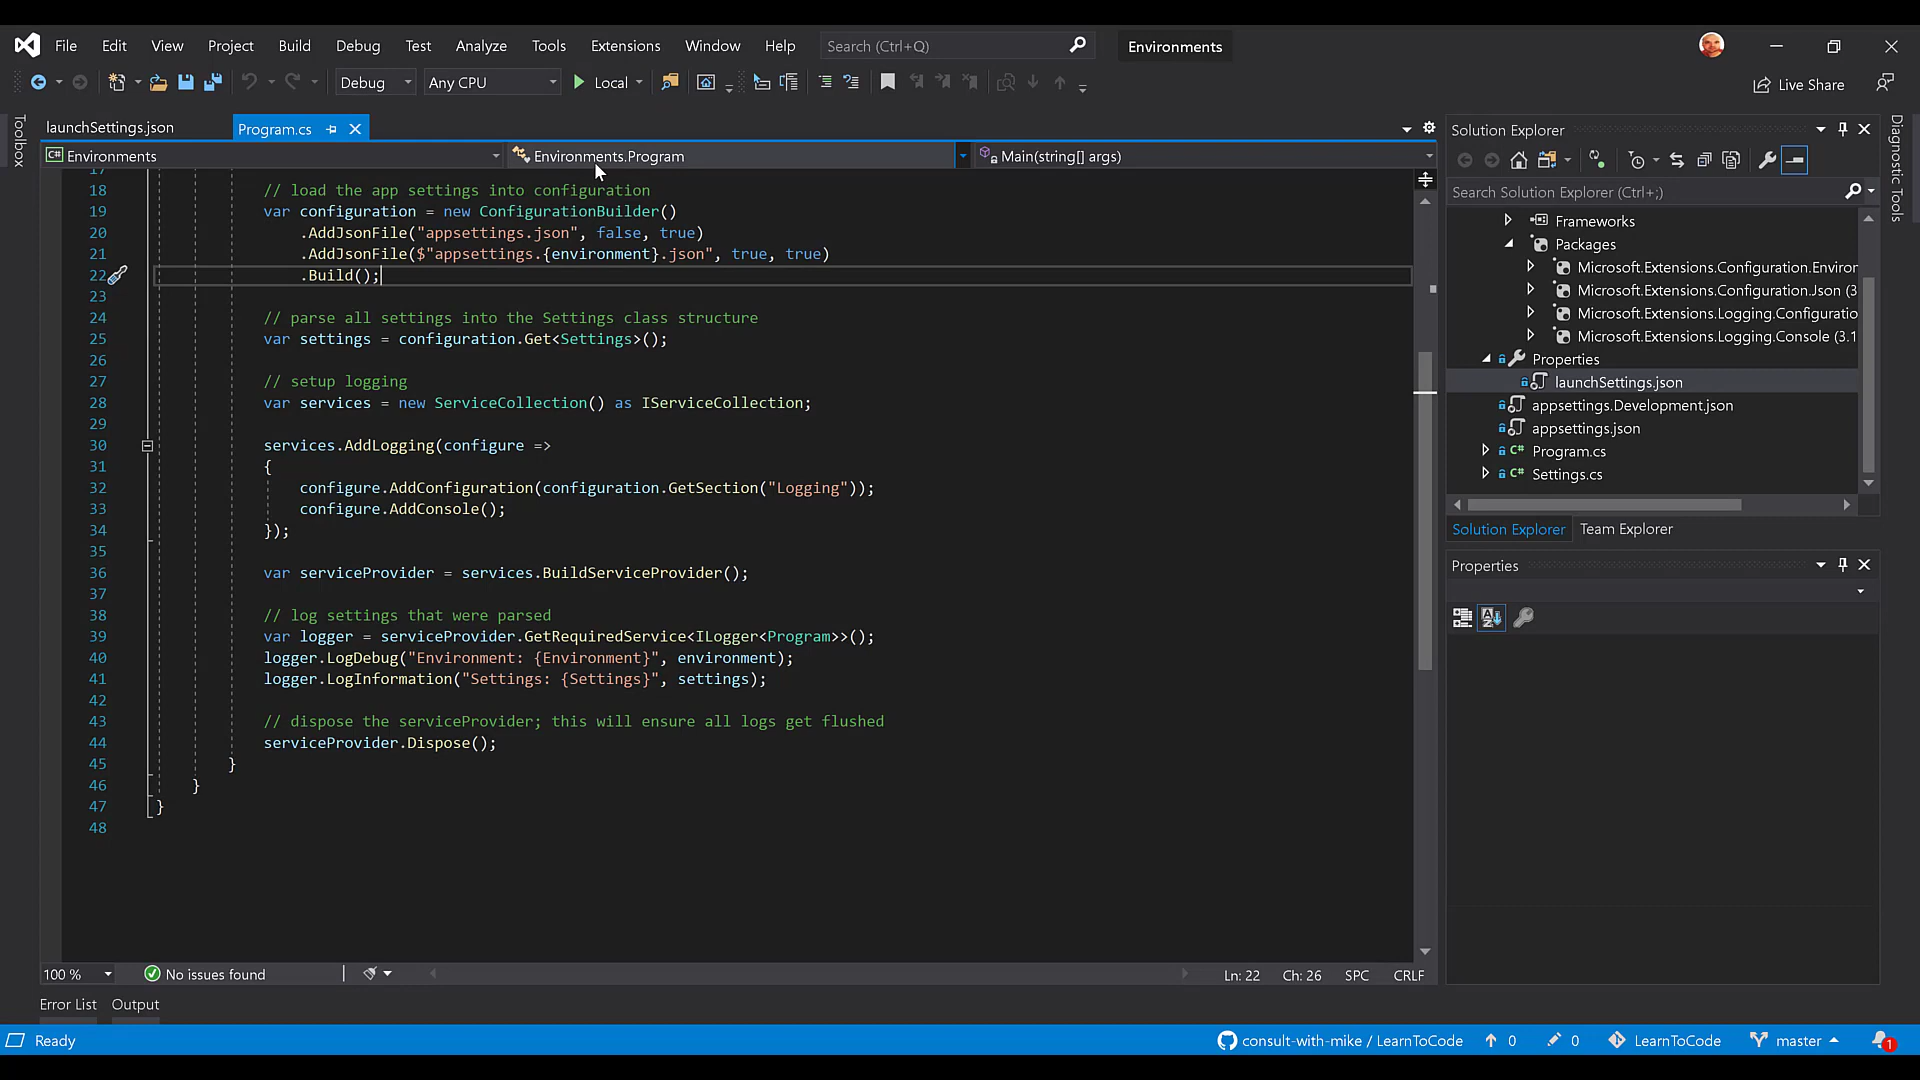 File Edit View Project Build Debug Test Analyze Tools Extensions Window Help Search (Ctrl+Q) Environments
Debug Any CPU Local Live Share
Toolbox
launchSettings.json Program.cs
Environments Environments.Program Main(string[] args)
17
18 // load the app settings into configuration
19 var configuration = new ConfigurationBuilder()
20 .AddJsonFile("appsettings.json", false, true)
21 .AddJsonFile($"appsettings.{environment}.json", true, true)
22 .Build();
23
24 // parse all settings into the Settings class structure
25 var settings = configuration.Get<Settings>();
26
27 // setup logging
28 var services = new ServiceCollection() as IServiceCollection;
29
30 services.AddLogging(configure =>
31 {
32 configure.AddConfiguration(configuration.GetSection("Logging"));
33 configure.AddConsole();
34 });
35
36 var serviceProvider = services.BuildServiceProvider();
37
38 // log settings that were parsed
39 var logger = serviceProvider.GetRequiredService<ILogger<Program>>();
40 logger.LogDebug("Environment: {Environment}", environment);
41 logger.LogInformation("Settings: {Settings}", settings);
42
43 // dispose the serviceProvider; this will ensure all logs get flushed
44 serviceProvider.Dispose();
45 }
46 }
47 }
48
100 % No issues found Ln: 22 Ch: 26 SPC CRLF
Error List Output
Solution Explorer
Search Solution Explorer (Ctrl+;)
Frameworks
Packages
Microsoft.Extensions.Configuration.Environ
Microsoft.Extensions.Configuration.Json (3
Microsoft.Extensions.Logging.Configuratio
Microsoft.Extensions.Logging.Console (3.1
Properties
launchSettings.json
appsettings.Development.json
appsettings.json
C# Program.cs
C# Settings.cs
Solution Explorer Team Explorer
Properties
Diagnostic Tools
Ready consult-with-mike / LearnToCode 0 0 LearnToCode master 1